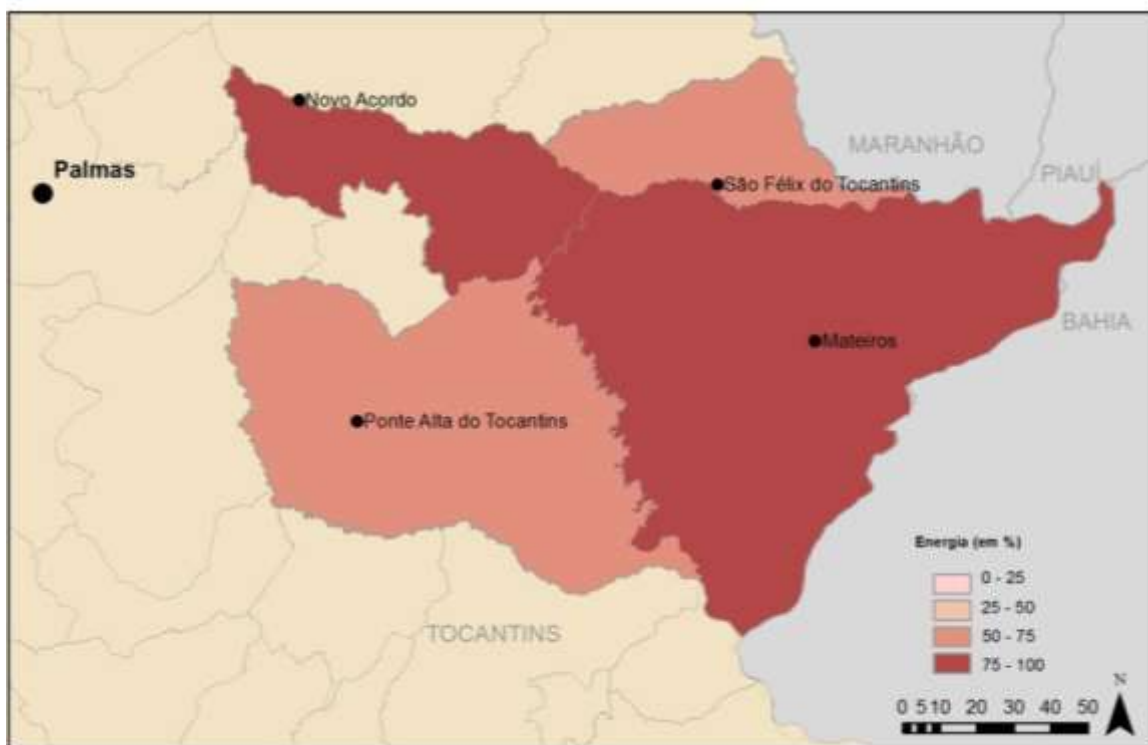 Novo Acordo
Palmas
MARANHÃO
PIAUÍ
São Félix do Tocantins
BAHIA
Mateiros
Ponte Alta do Tocantins
TOCANTINS
Energia (em %)
0 - 25
25 - 50
50 - 75
75 - 100
N
0 5 10 20 30 40 50